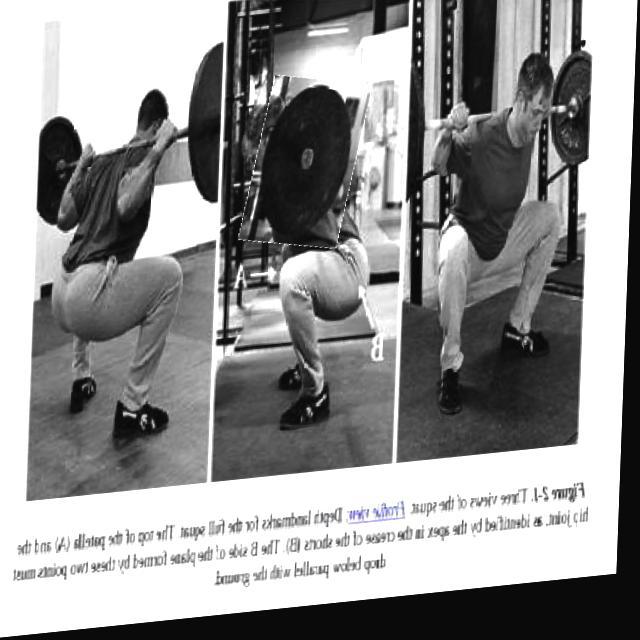 A
B
Figure 2-1. Three views of the squat. Profile view: Depth landmarks for the full squat. The top of the patella (A) and the
hip joint, as identified by the apex in the crease of the shorts (B). The B side of the plane formed by these two points must
drop below parallel with the ground.